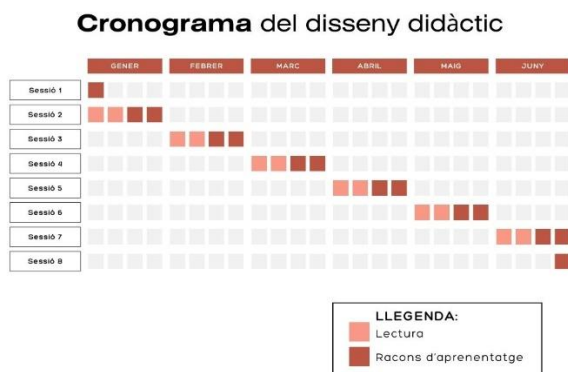 Cronograma del disseny didàctic
GENER FEBRER MARÇ ABRIL MAIG JUNY
Sessió 1
Sessió 2
Sessió 3
Sessió 4
Sessió 5
Sessió 6
Sessió 7
Sessió 8
LLEGENDA:
Lectura
Racons d'aprenentatge